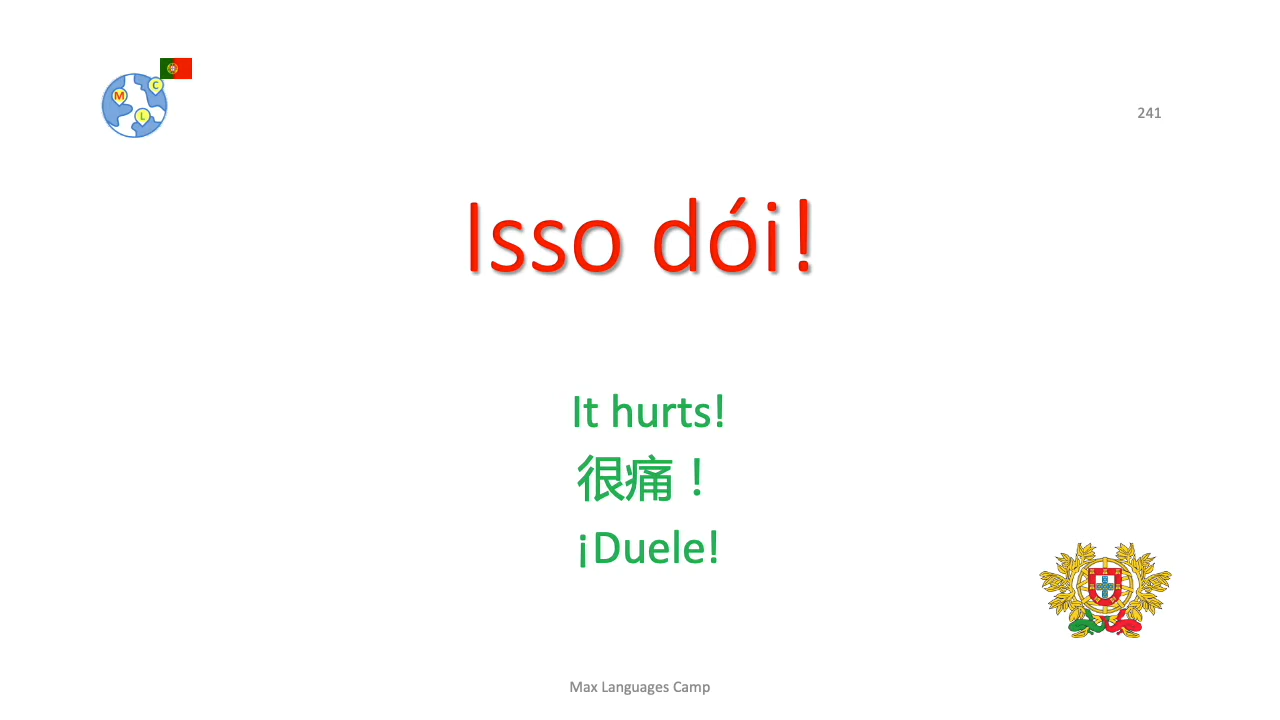 M
C
L
241
Isso dói!
It hurts!
很痛！
¡Duele!
Max Languages Camp